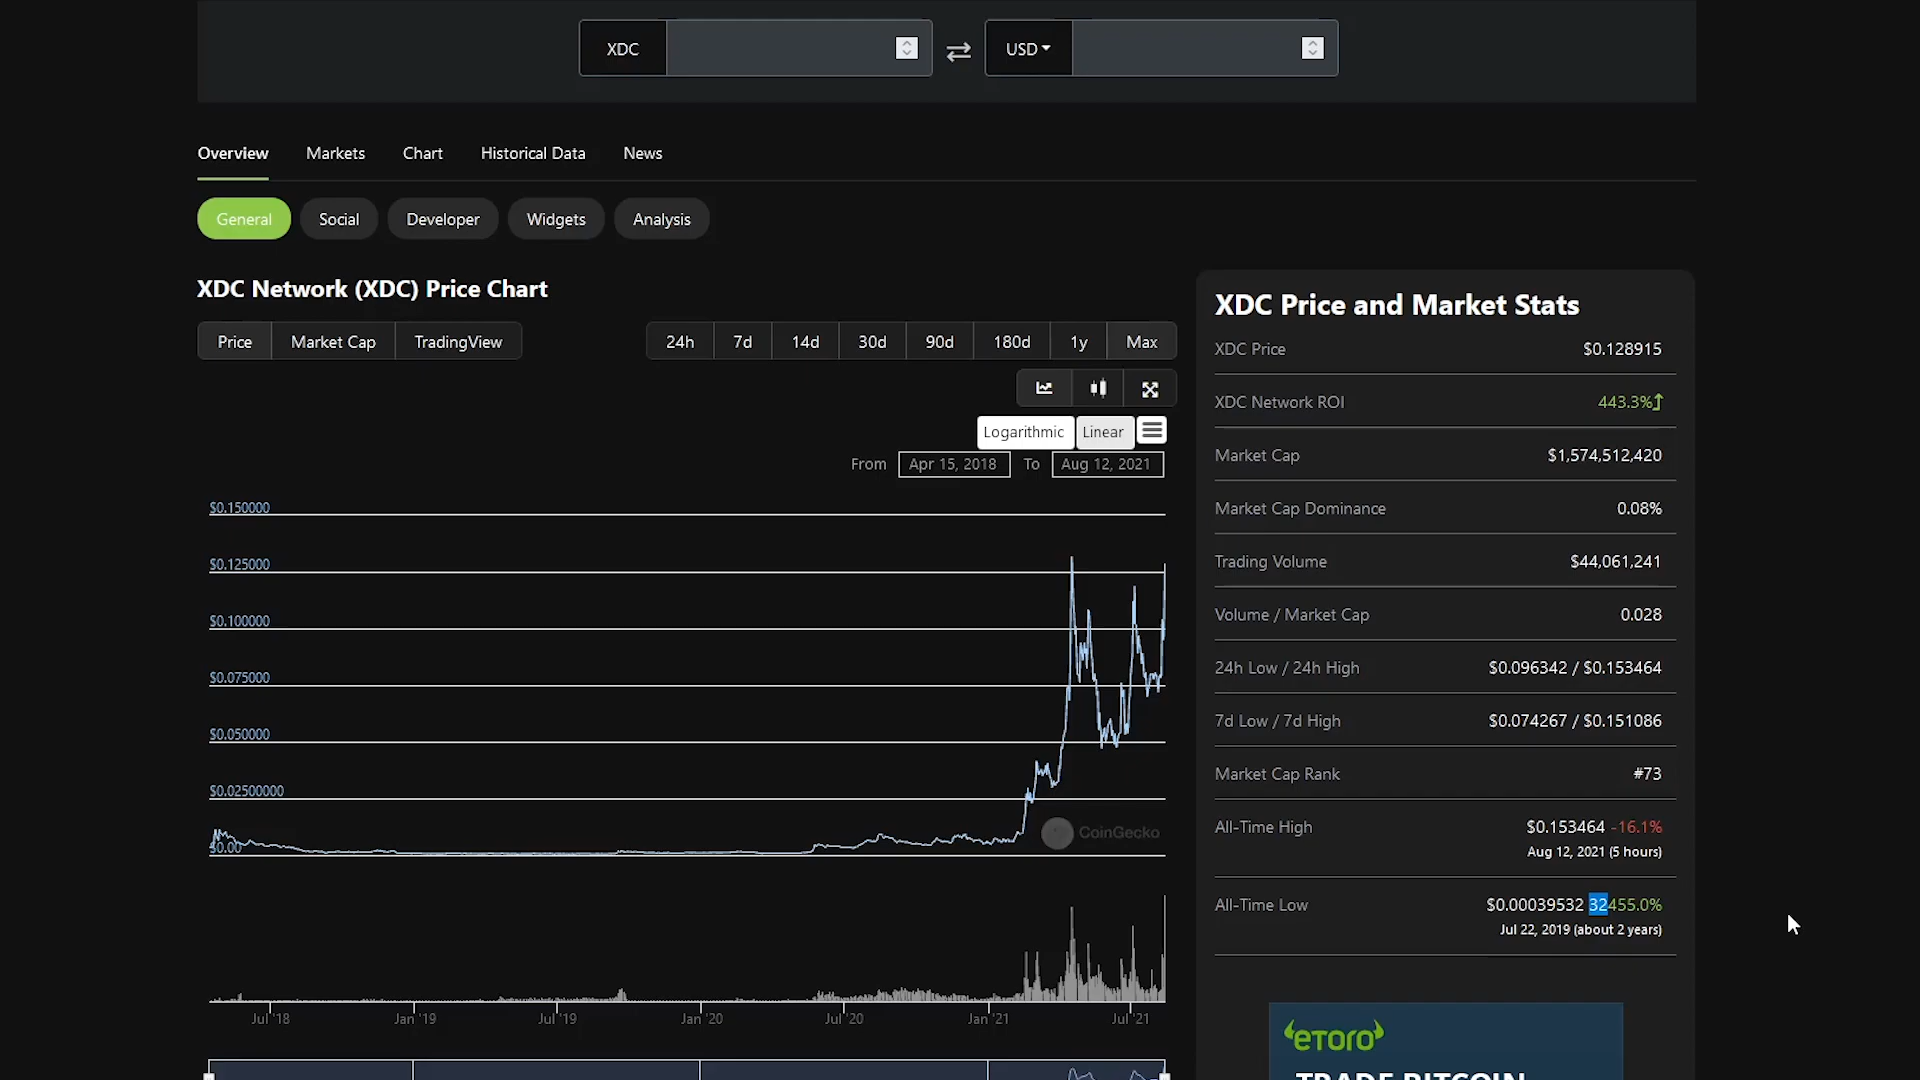 XDC
USD
Overview Markets Chart Historical Data News
General Social Developer Widgets Analysis
XDC Network (XDC) Price Chart
Price Market Cap TradingView
24h 7d 14d 30d 90d 180d 1y Max
Logarithmic Linear
From Apr 15, 2018 To Aug 12, 2021
$0.150000
$0.125000
$0.100000
$0.075000
$0.050000
$0.02500000
$0.00
CoinGecko
Jul '18 Jan '19 Jul '19 Jan '20 Jul '20 Jan '21 Jul '21
XDC Price and Market Stats
XDC Price $0.128915
XDC Network ROI 443.3%
Market Cap $1,574,512,420
Market Cap Dominance 0.08%
Trading Volume $44,061,241
Volume / Market Cap 0.028
24h Low / 24h High $0.096342 / $0.153464
7d Low / 7d High $0.074267 / $0.151086
Market Cap Rank #73
All-Time High $0.153464 -16.1%
Aug 12, 2021 (5 hours)
All-Time Low $0.00039532 32455.0%
Jul 22, 2019 (about 2 years)
eToro
TRADE BITCOIN